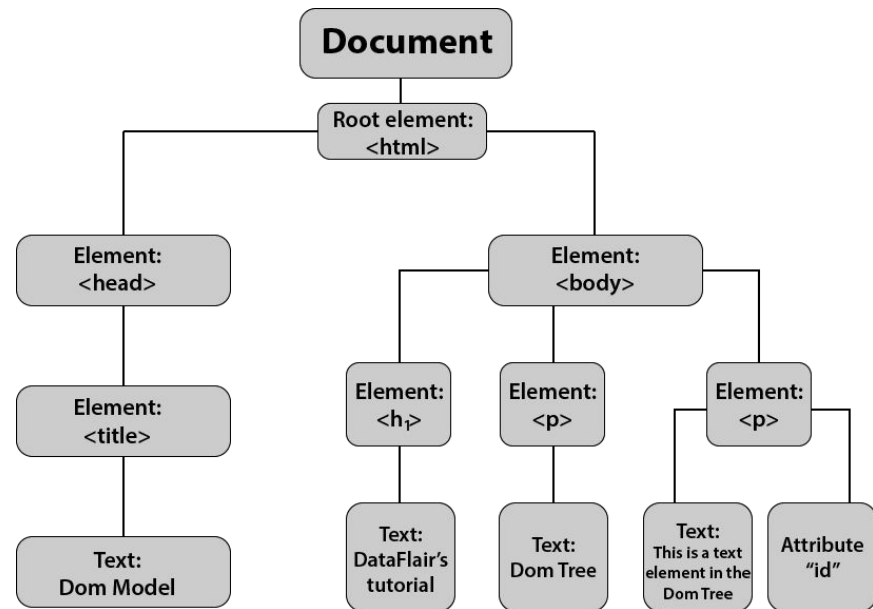 Document
Root element:
<html>
Element:
<head>
Element:
<body>
Element:
<title>
Element:
<h₁>
Element:
<p>
Element:
<p>
Text:
Dom Model
Text:
DataFlair's
tutorial
Text:
Dom Tree
Text:
This is a text
element in the
Dom Tree
Attribute
“id”